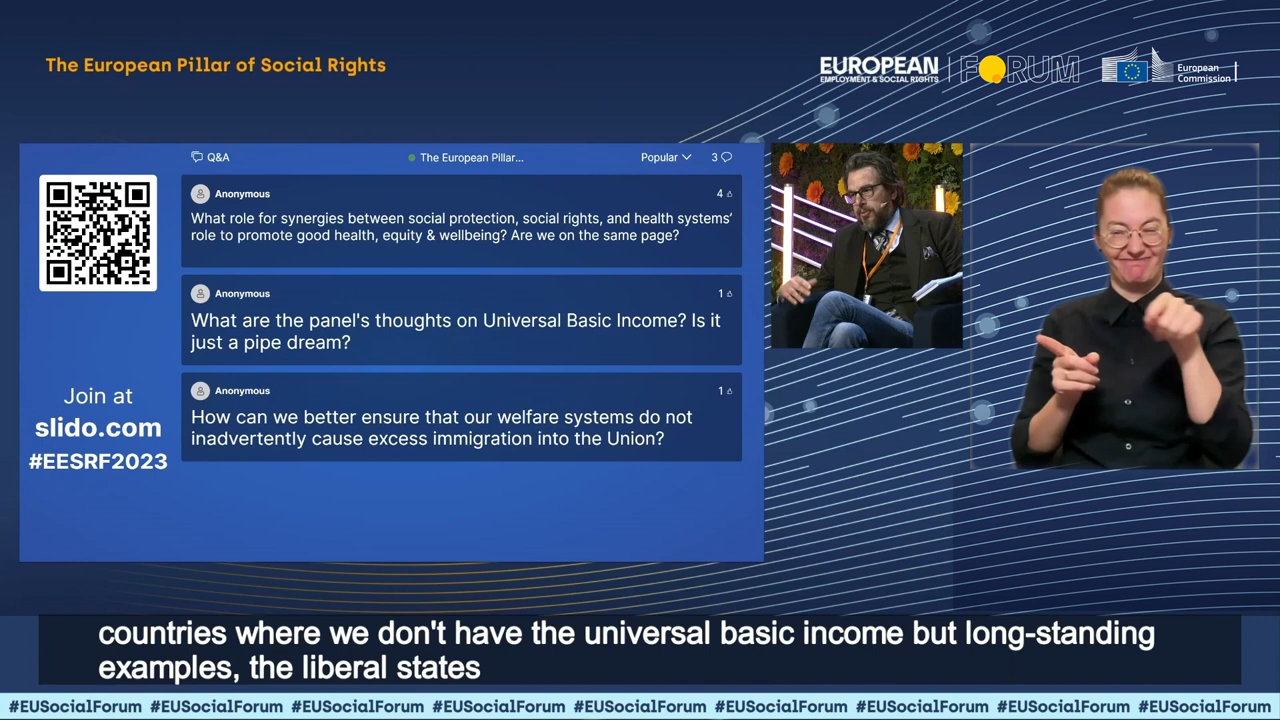 The European Pillar of Social Rights
EUROPEAN
EMPLOYMENT & SOCIAL RIGHTS
FORUM
European
Commission
Q&A
The European Pillar...
Popular
3
Anonymous
4
What role for synergies between social protection, social rights, and health systems'
role to promote good health, equity & wellbeing? Are we on the same page?
Anonymous
1
What are the panel's thoughts on Universal Basic Income? Is it
just a pipe dream?
Anonymous
1
How can we better ensure that our welfare systems do not
inadvertently cause excess immigration into the Union?
Join at
slido.com
#EESRF2023
countries where we don't have the universal basic income but long-standing
examples, the liberal states
#EUSocialForum #EUSocialForum #EUSocialForum #EUSocialForum #EUSocialForum #EUSocialForum #EUSocialForum #EUSocialForum #EUSocialForum